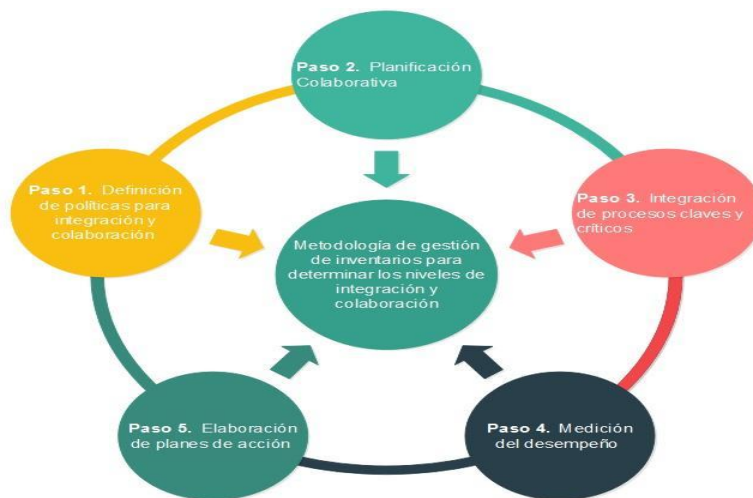 Paso 2. Planificación
Colaborativa
Paso 1. Definición
de políticas para
integración y
colaboración
Paso 3. Integración
de procesos claves y
críticos
Metodología de gestión
de inventarios para
determinar los niveles de
integración y
colaboración
Paso 5. Elaboración
de planes de acción
Paso 4. Medición
del desempeño